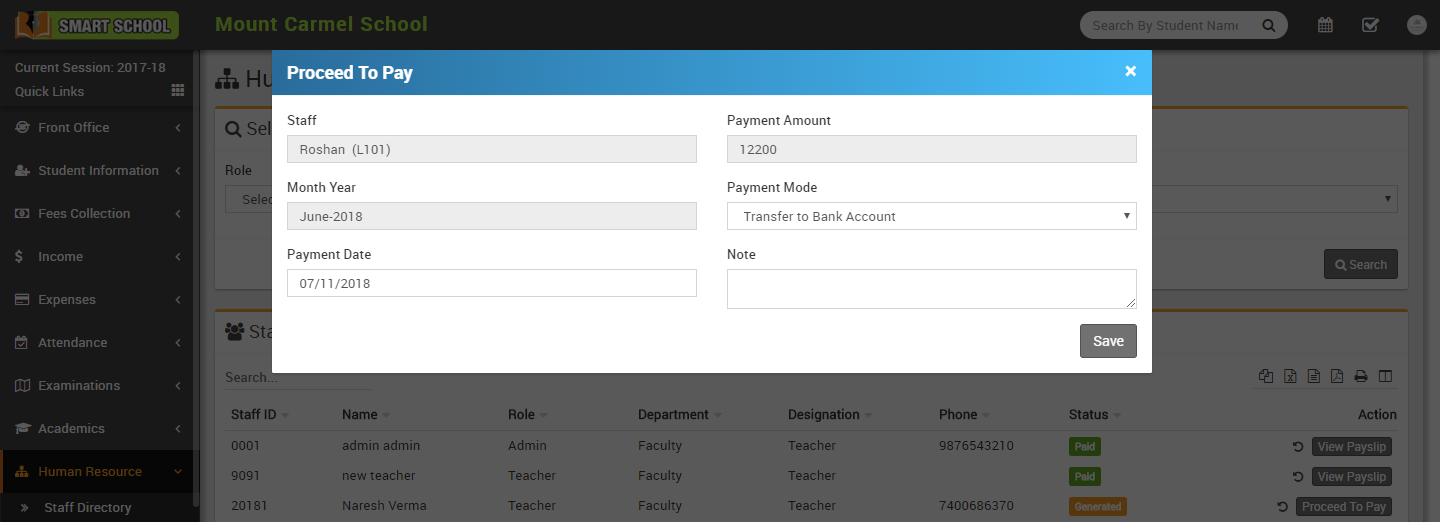 SMART SCHOOL
Mount Carmel School
Search By Student Name
Current Session: 2017-18
Quick Links
Front Office
Student Information
Fees Collection
Income
Expenses
Attendance
Examinations
Academics
Human Resource
Staff Directory
Hu
Sel
Role
Selec
Search
Proceed To Pay ×
Staff
Roshan (L101)
Payment Amount
12200
Month Year
June-2018
Payment Mode
Transfer to Bank Account
Payment Date
07/11/2018
Note
Save
Sta
Search...
Staff ID Name Role Department Designation Phone Status Action
0001 admin admin Admin Faculty Teacher 9876543210 Paid View Payslip
9091 new teacher Teacher Faculty Teacher Paid View Payslip
20181 Naresh Verma Teacher Faculty Teacher 7400686370 Generated Proceed To Pay